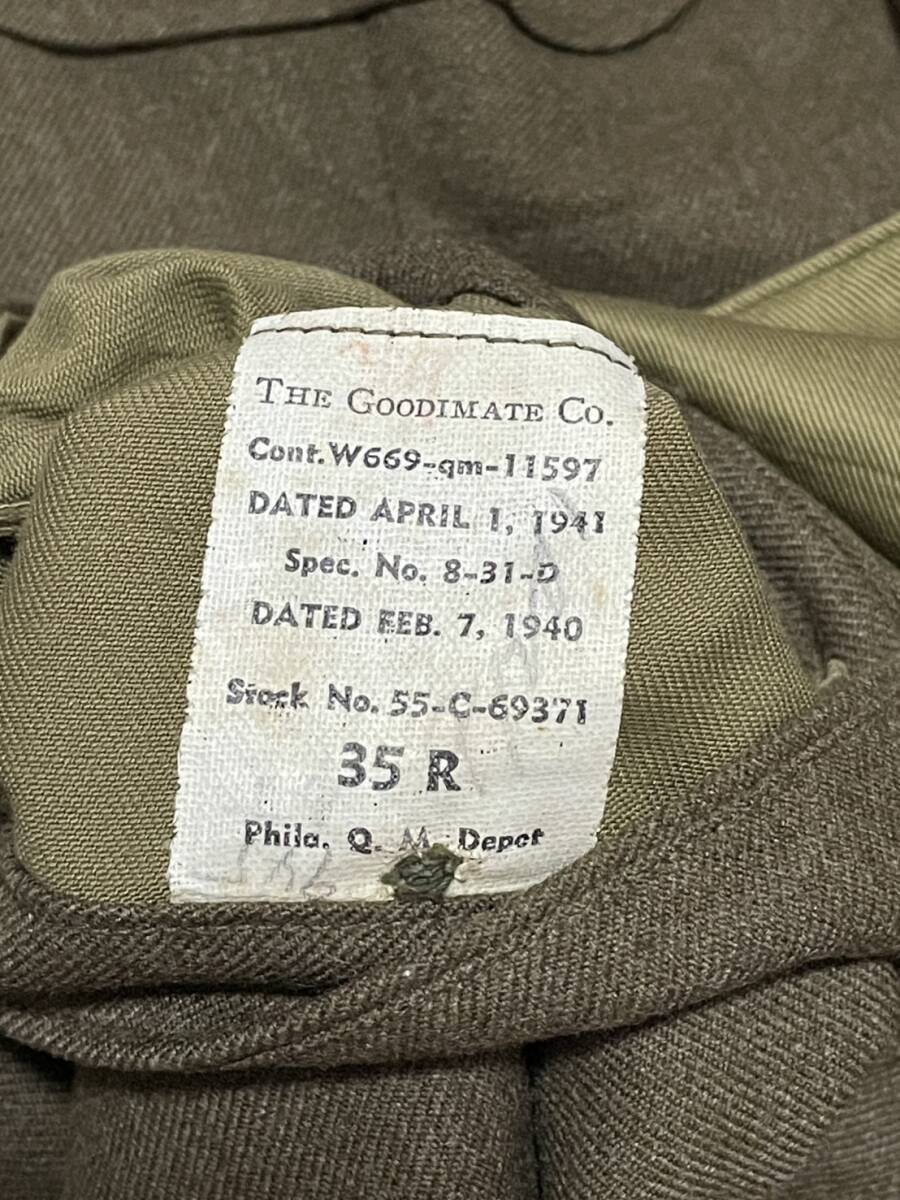 THE GOODIMATE CO.
Cont.W669-qm-11597
DATED APRIL 1, 1941
Spec. No. 8-31-D
DATED FEB. 7, 1940
Stock No. 55-C-69371
35 R
Phila. Q. M. Depot